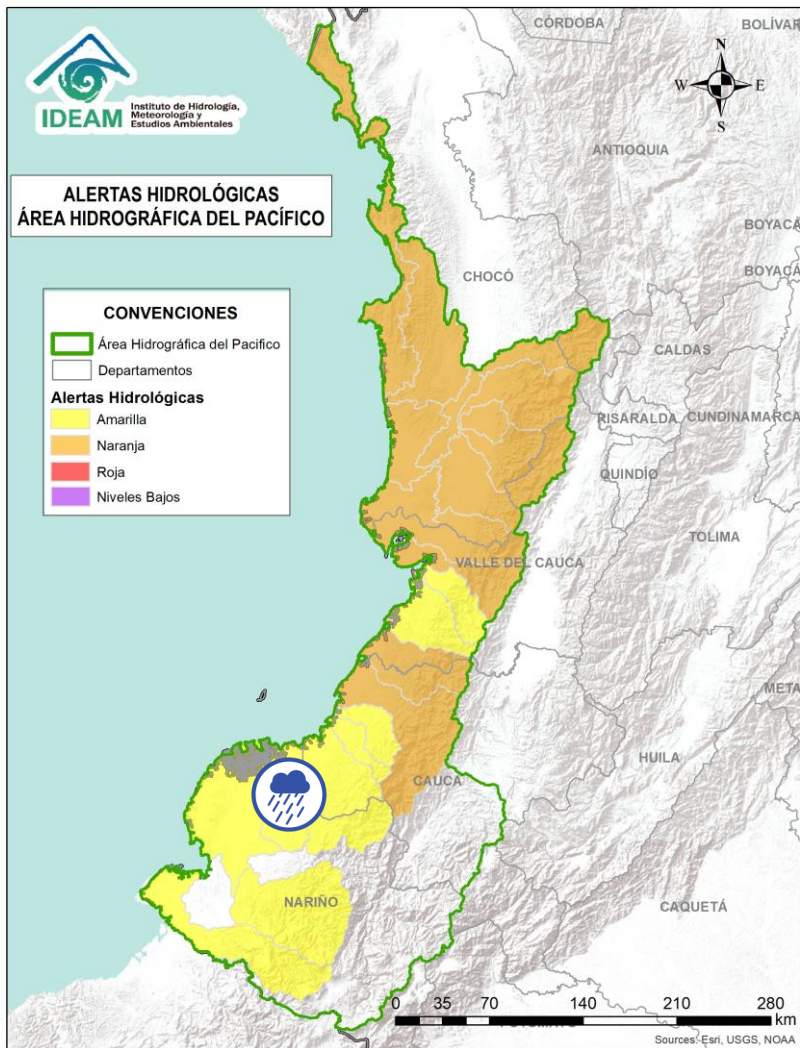 IDEAM
Instituto de Hidrología,
Meteorología y
Estudios Ambientales
ALERTAS HIDROLÓGICAS
ÁREA HIDROGRÁFICA DEL PACÍFICO
CONVENCIONES
Área Hidrográfica del Pacifico
Departamentos
Alertas Hidrológicas
Amarilla
Naranja
Roja
Niveles Bajos
N
W E
S
CÓRDOBA
BOLÍVAR
ANTIOQUIA
BOYACÁ
BOYACÁ
CHOCÓ
CALDAS
RISARALDA
CUNDINAMARCA
QUINDÍO
TOLIMA
VALLE DEL CAUCA
META
HUILA
CAUCA
NARIÑO
CAQUETÁ
0 35 70 140 210 280
km
Sources: Esri, USGS, NOAA